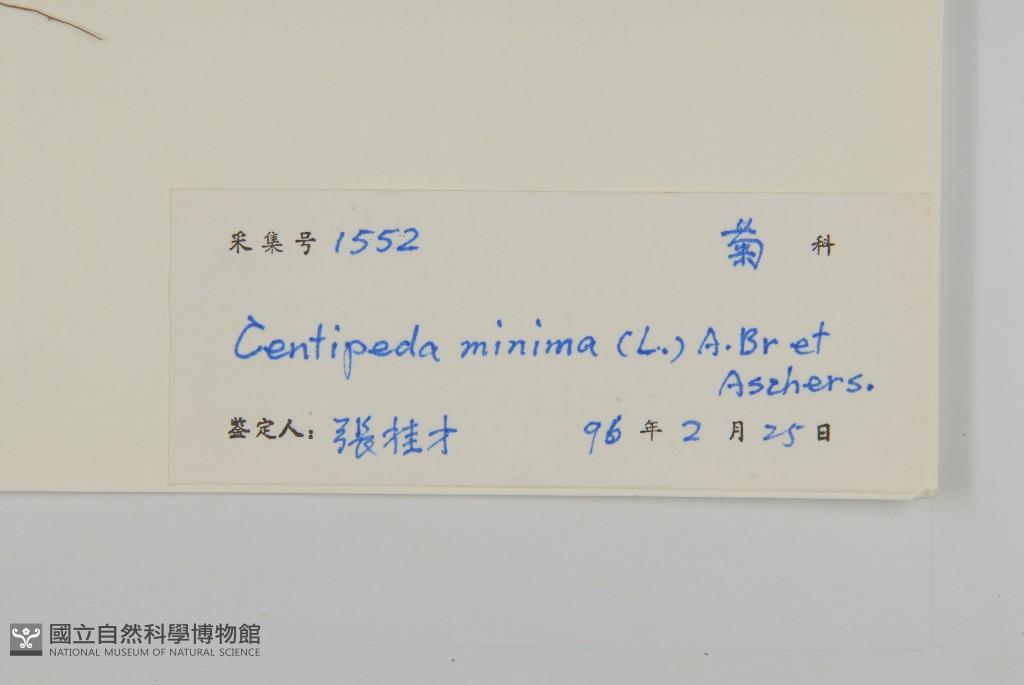 采集号 1552 菊 科
Centipeda minima (L.) A.Br et
Aschers.
鉴定人: 張桂才 96 年 2 月 25 日
國立自然科學博物館
NATIONAL MUSEUM OF NATURAL SCIENCE